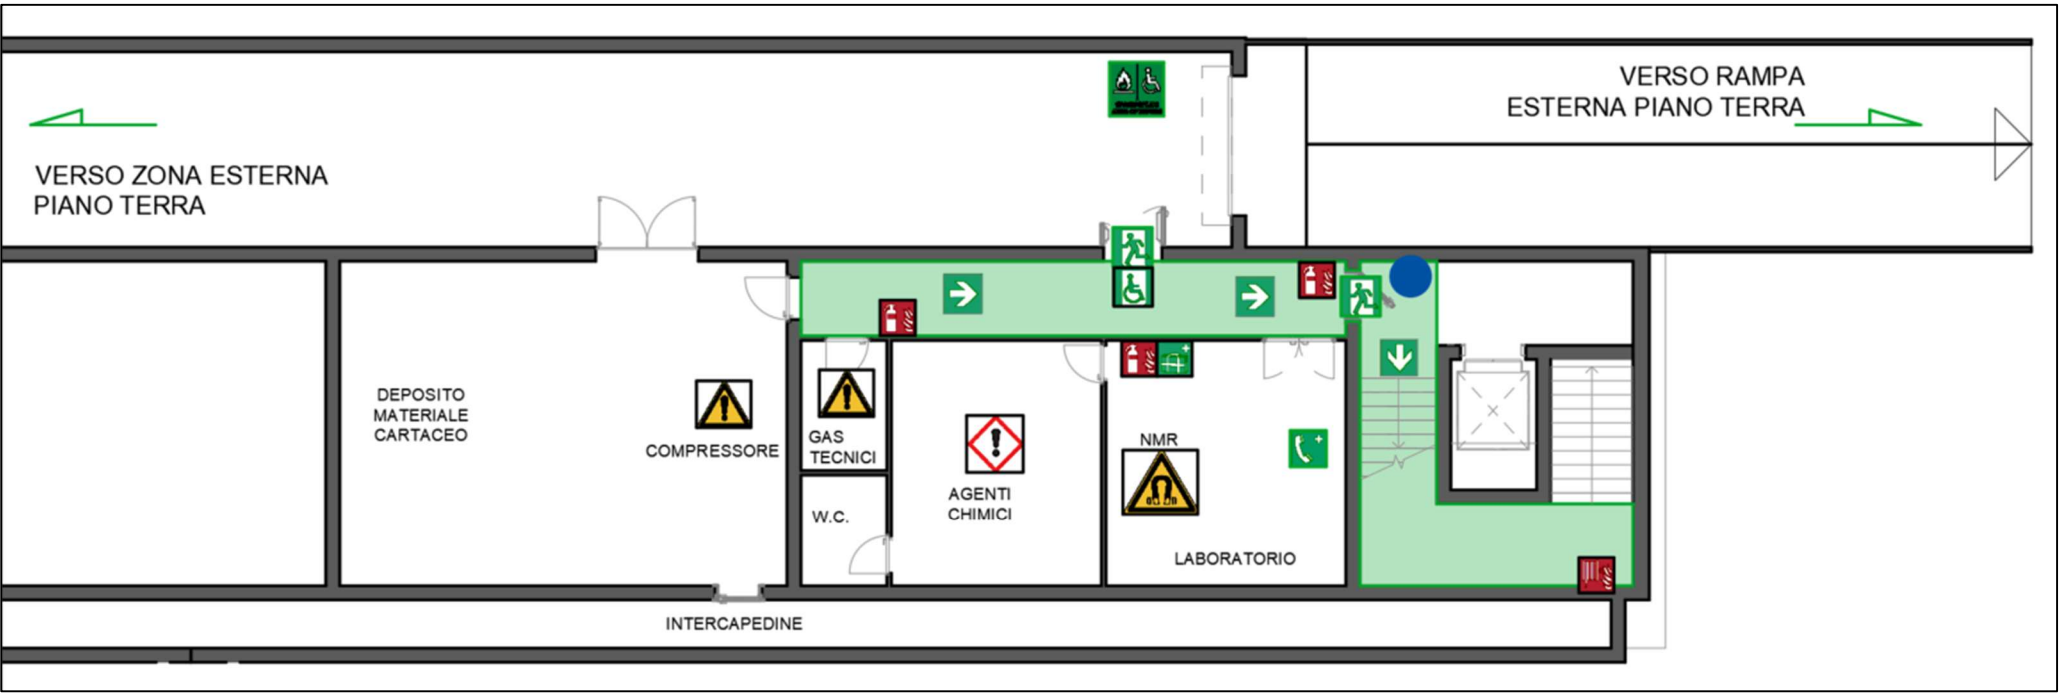 VERSO RAMPA
ESTERNA PIANO TERRA
VERSO ZONA ESTERNA
PIANO TERRA
DEPOSITO
MATERIALE
CARTACEO
COMPRESSORE
GAS
TECNICI
W.C.
AGENTI
CHIMICI
NMR
LABORATORIO
INTERCAPEDINE